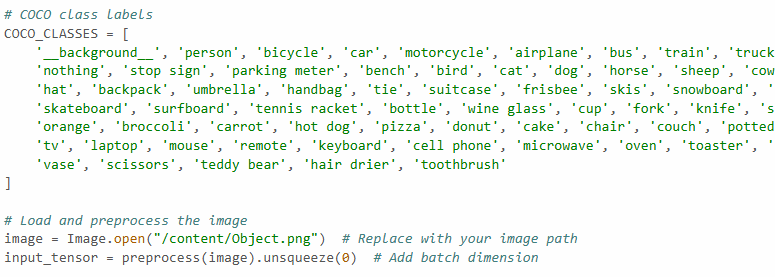 # COCO class labels
COCO_CLASSES = [
    '__background__', 'person', 'bicycle', 'car', 'motorcycle', 'airplane', 'bus', 'train', 'truck
    'nothing', 'stop sign', 'parking meter', 'bench', 'bird', 'cat', 'dog', 'horse', 'sheep', 'cow
    'hat', 'backpack', 'umbrella', 'handbag', 'tie', 'suitcase', 'frisbee', 'skis', 'snowboard', '
    'skateboard', 'surfboard', 'tennis racket', 'bottle', 'wine glass', 'cup', 'fork', 'knife', 's
    'orange', 'broccoli', 'carrot', 'hot dog', 'pizza', 'donut', 'cake', 'chair', 'couch', 'potted
    'tv', 'laptop', 'mouse', 'remote', 'keyboard', 'cell phone', 'microwave', 'oven', 'toaster', '
    'vase', 'scissors', 'teddy bear', 'hair drier', 'toothbrush'
]
# Load and preprocess the image
image = Image.open("/content/Object.png")  # Replace with your image path
input_tensor = preprocess(image).unsqueeze(0)  # Add batch dimension